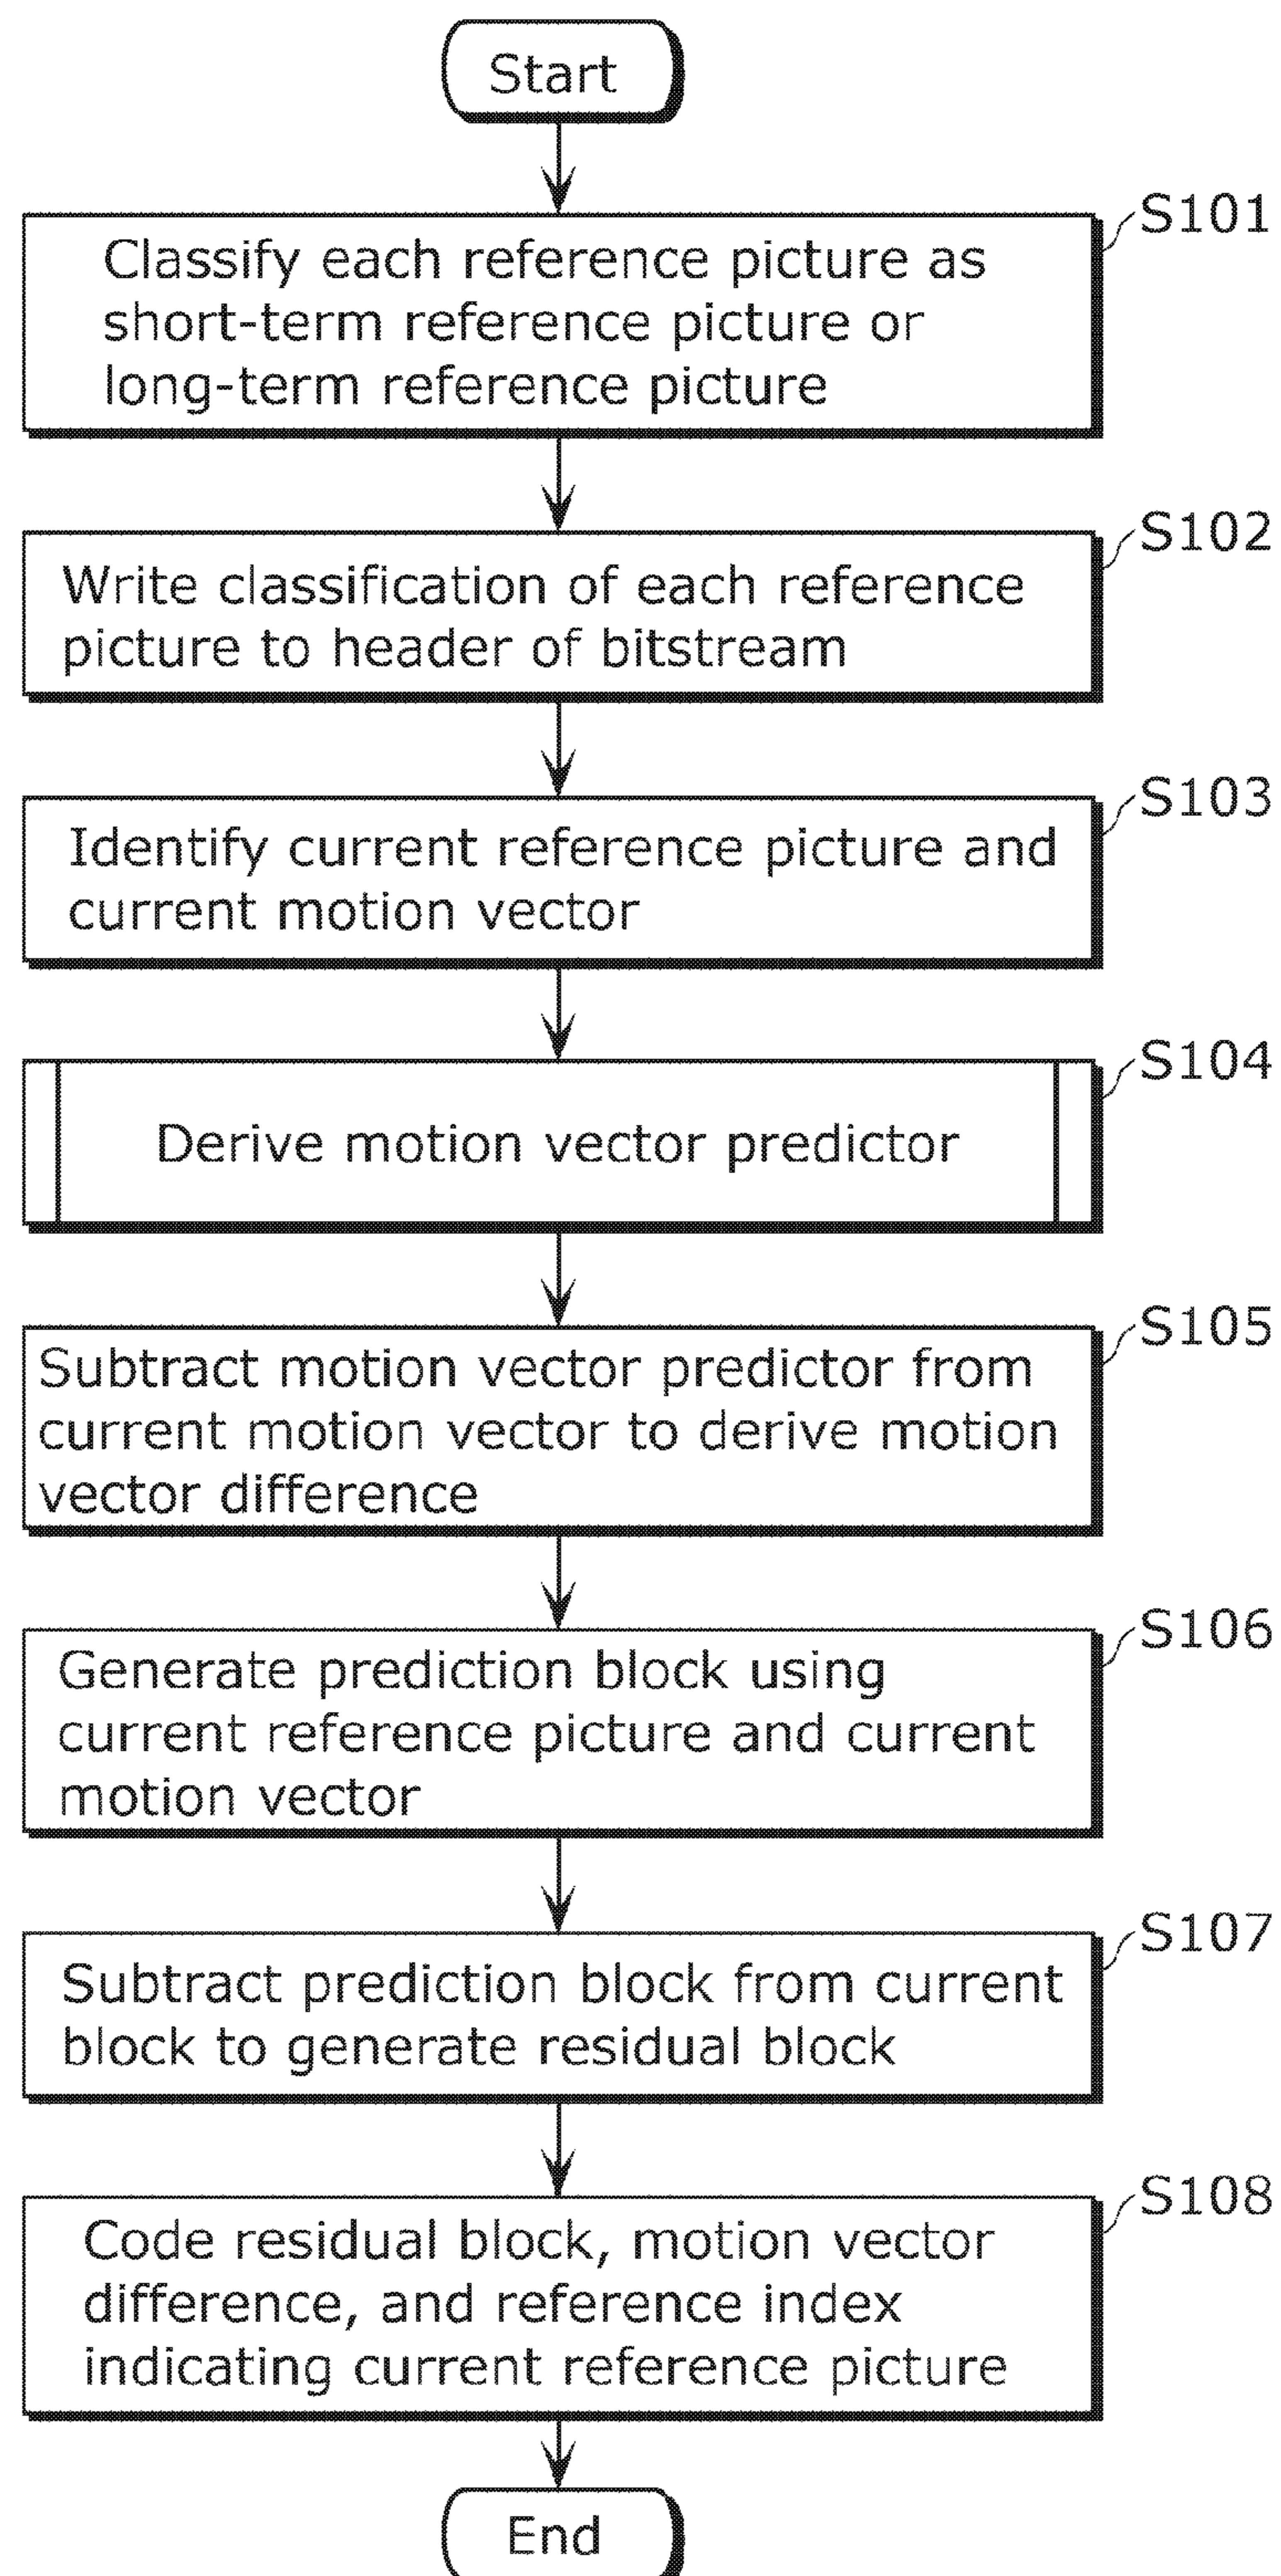 Start
S101
Classify each reference picture as
short-term reference picture or
long-term reference picture
S102
Write classification of each reference
picture to header of bitstream
S103
Identify current reference picture and
current motion vector
S104
Derive motion vector predictor
S105
Subtract motion vector predictor from
current motion vector to derive motion
vector difference
S106
Generate prediction block using
current reference picture and current
motion vector
S107
Subtract prediction block from current
block to generate residual block
S108
Code residual block, motion vector
difference, and reference index
indicating current reference picture
End